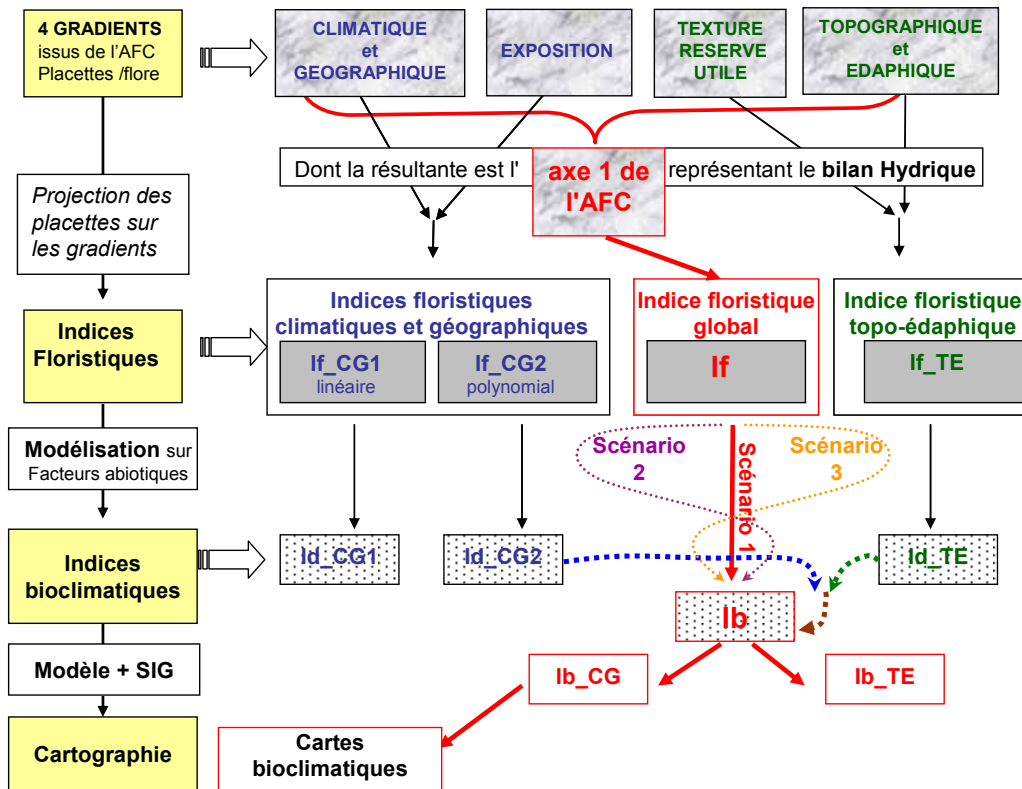 4 GRADIENTS
issus de l'AFC
Placettes /flore
CLIMATIQUE
et
GEOGRAPHIQUE
EXPOSITION
TEXTURE
RESERVE
UTILE
TOPOGRAPHIQUE
et
EDAPHIQUE
Dont la résultante est l'
axe 1 de
l'AFC
représentant le bilan Hydrique
Projection des
placettes sur
les gradients
Indices
Floristiques
Indices floristiques
climatiques et géographiques
If_CG1
linéaire
If_CG2
polynomial
Indice floristique
global
If
Indice floristique
topo-édaphique
If_TE
Modélisation sur
Facteurs abiotiques
Scénario
2
Scénario 1
Scénario
3
Indices
bioclimatiques
Id_CG1
Id_CG2
Id_TE
Ib
Modèle + SIG
Ib_CG
Ib_TE
Cartographie
Cartes
bioclimatiques